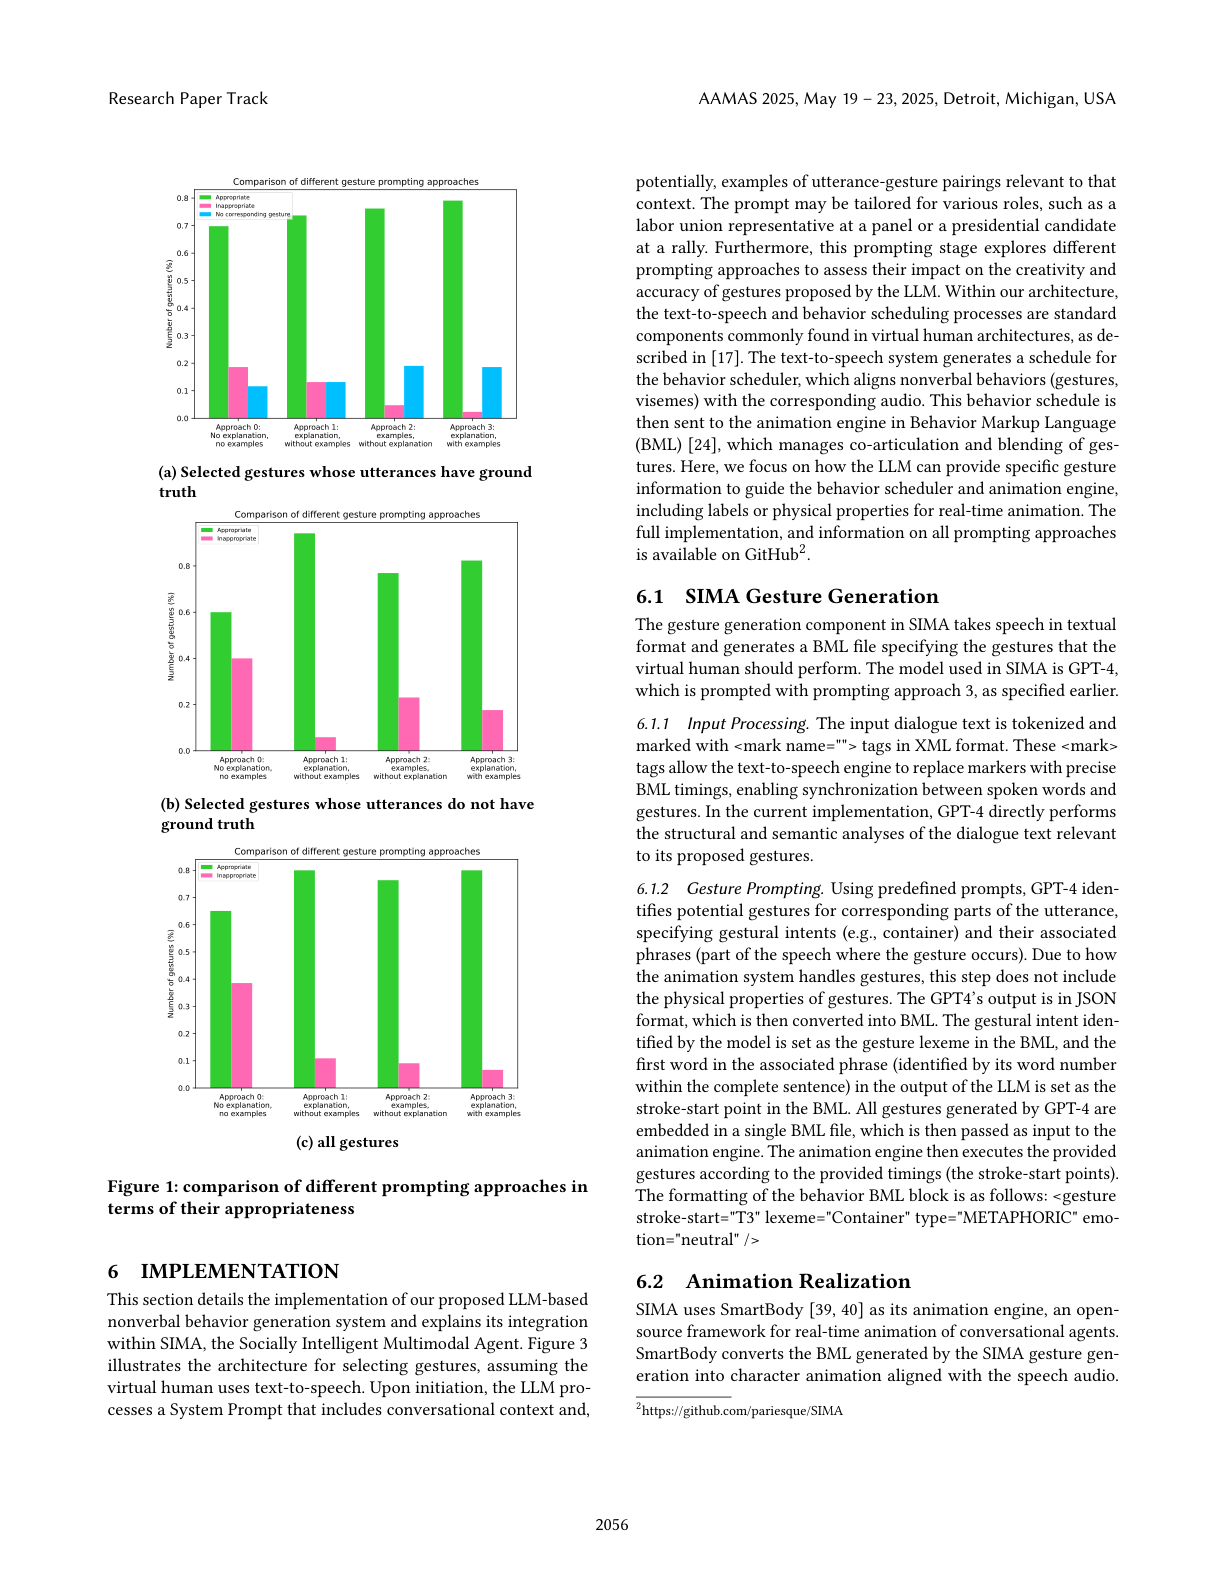 Research Paper Track
AAMAS 2025, May 19 – 23, 2025, Detroit, Michigan, USA
Comparison of different gesture prompting approaches
Appropriate
Inappropriate
No corresponding gesture
Number of gestures (%)
0.8
0.7
0.6
0.5
0.4
0.3
0.2
0.1
0.0
Approach 0:
No explanation,
no examples
Approach 1:
explanation,
without examples
Approach 2:
examples,
without explanation
Approach 3:
explanation,
with examples
(a) Selected gestures whose utterances have ground
truth
Comparison of different gesture prompting approaches
Appropriate
Inappropriate
Number of gestures (%)
0.8
0.6
0.4
0.2
0.0
Approach 0:
No explanation,
no examples
Approach 1:
explanation,
without examples
Approach 2:
examples,
without explanation
Approach 3:
explanation,
with examples
(b) Selected gestures whose utterances do not have
ground truth
Comparison of different gesture prompting approaches
Appropriate
Inappropriate
Number of gestures (%)
0.8
0.7
0.6
0.5
0.4
0.3
0.2
0.1
0.0
Approach 0:
No explanation,
no examples
Approach 1:
explanation,
without examples
Approach 2:
examples,
without explanation
Approach 3:
explanation,
with examples
(c) all gestures
Figure 1: comparison of different prompting approaches in
terms of their appropriateness
6 IMPLEMENTATION
This section details the implementation of our proposed LLM-based
nonverbal behavior generation system and explains its integration
within SIMA, the Socially Intelligent Multimodal Agent. Figure 3
illustrates the architecture for selecting gestures, assuming the
virtual human uses text-to-speech. Upon initiation, the LLM pro-
cesses a System Prompt that includes conversational context and,
potentially, examples of utterance-gesture pairings relevant to that
context. The prompt may be tailored for various roles, such as a
labor union representative at a panel or a presidential candidate
at a rally. Furthermore, this prompting stage explores different
prompting approaches to assess their impact on the creativity and
accuracy of gestures proposed by the LLM. Within our architecture,
the text-to-speech and behavior scheduling processes are standard
components commonly found in virtual human architectures, as de-
scribed in [17]. The text-to-speech system generates a schedule for
the behavior scheduler, which aligns nonverbal behaviors (gestures,
visemes) with the corresponding audio. This behavior schedule is
then sent to the animation engine in Behavior Markup Language
(BML) [24], which manages co-articulation and blending of ges-
tures. Here, we focus on how the LLM can provide specific gesture
information to guide the behavior scheduler and animation engine,
including labels or physical properties for real-time animation. The
full implementation, and information on all prompting approaches
is available on GitHub2.
6.1 SIMA Gesture Generation
The gesture generation component in SIMA takes speech in textual
format and generates a BML file specifying the gestures that the
virtual human should perform. The model used in SIMA is GPT-4,
which is prompted with prompting approach 3, as specified earlier.
6.1.1 Input Processing. The input dialogue text is tokenized and
marked with <mark name=""> tags in XML format. These <mark>
tags allow the text-to-speech engine to replace markers with precise
BML timings, enabling synchronization between spoken words and
gestures. In the current implementation, GPT-4 directly performs
the structural and semantic analyses of the dialogue text relevant
to its proposed gestures.
6.1.2 Gesture Prompting. Using predefined prompts, GPT-4 iden-
tifies potential gestures for corresponding parts of the utterance,
specifying gestural intents (e.g., container) and their associated
phrases (part of the speech where the gesture occurs). Due to how
the animation system handles gestures, this step does not include
the physical properties of gestures. The GPT4's output is in JSON
format, which is then converted into BML. The gestural intent iden-
tified by the model is set as the gesture lexeme in the BML, and the
first word in the associated phrase (identified by its word number
within the complete sentence) in the output of the LLM is set as the
stroke-start point in the BML. All gestures generated by GPT-4 are
embedded in a single BML file, which is then passed as input to the
animation engine. The animation engine then executes the provided
gestures according to the provided timings (the stroke-start points).
The formatting of the behavior BML block is as follows: <gesture
stroke-start="T3" lexeme="Container" type="METAPHORIC" emo-
tion="neutral" />
6.2 Animation Realization
SIMA uses SmartBody [39, 40] as its animation engine, an open-
source framework for real-time animation of conversational agents.
SmartBody converts the BML generated by the SIMA gesture gen-
eration into character animation aligned with the speech audio.
2https://github.com/pariesque/SIMA
2056